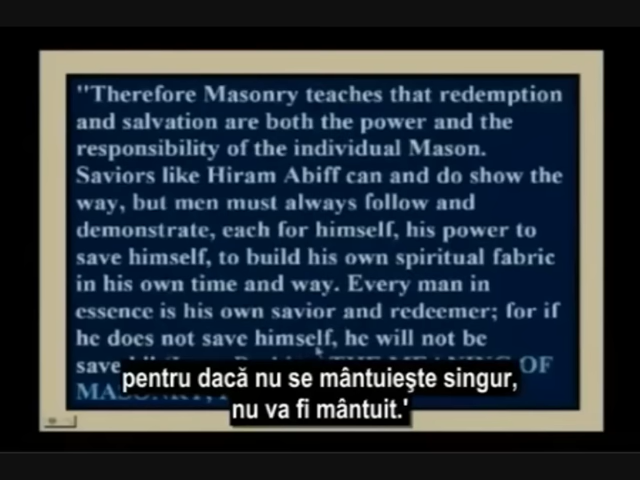 "Therefore Masonry teaches that redemption
and salvation are both the power and the
responsibility of the individual Mason.
Saviors like Hiram Abiff can and do show the
way, but men must always follow and
demonstrate, each for himself, his power to
save himself, to build his own spiritual fabric
in his own time and way. Every man in
essence is his own savior and redeemer; for if
he does not save himself, he will not be
save
OF
pentru dacă nu se mântuieşte singur,
nu va fi mântuit.'